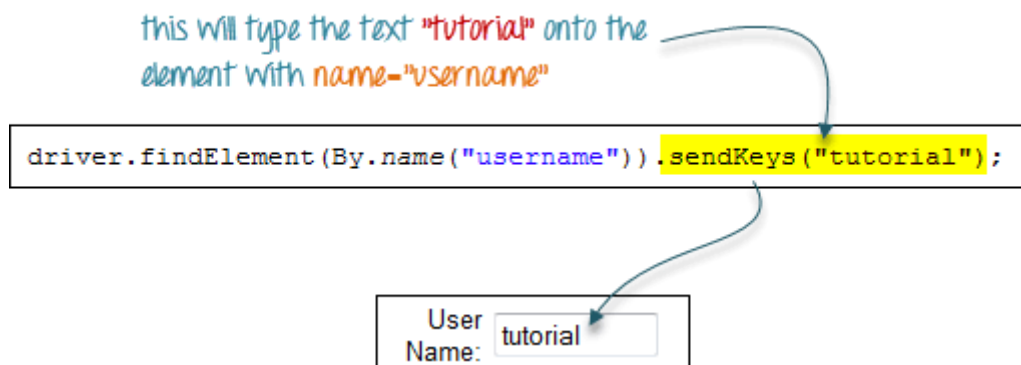 this will type the text "tutorial" onto the
element with name="username"
driver.findElement(By.name("username")).sendKeys("tutorial");
User
Name:
tutorial